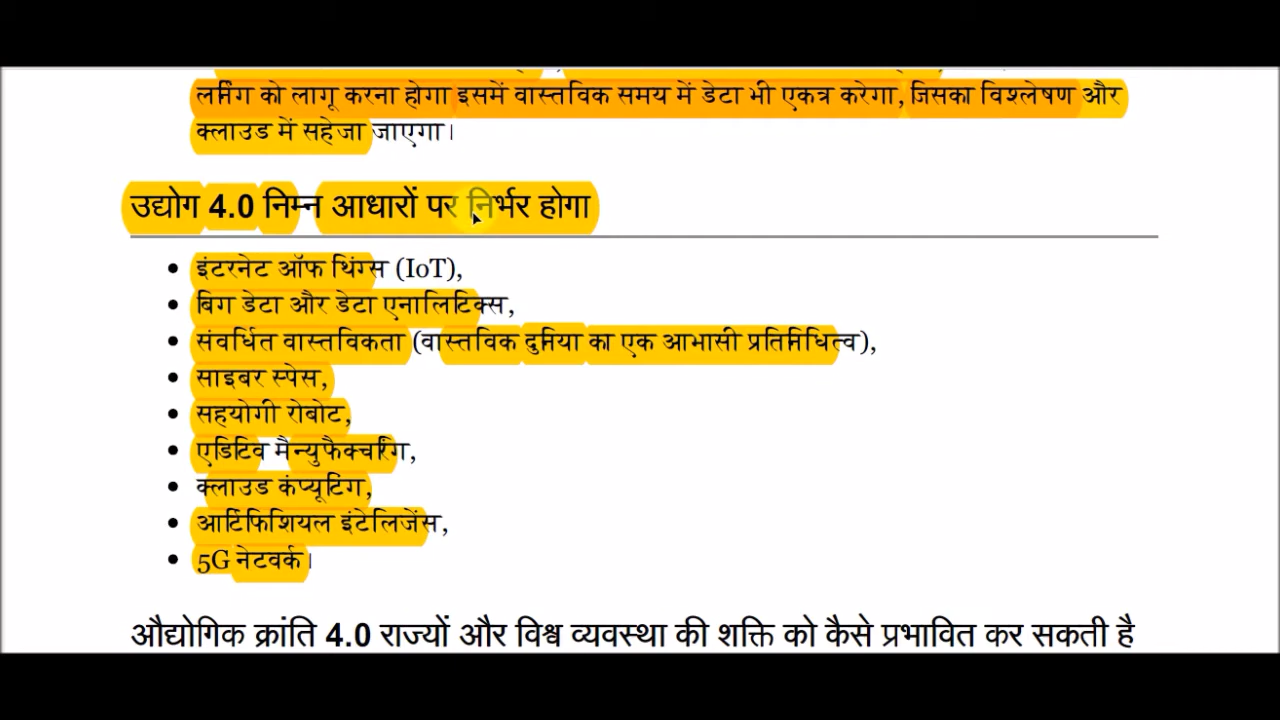 लर्निंग को लागू करना होगा इसमें वास्तविक समय में डेटा भी एकत्र करेगा, जिसका विश्लेषण और
क्लाउड में सहेजा जाएगा।
उद्योग 4.0 निम्न आधारों पर निर्भर होगा
इंटरनेट ऑफ थिंग्स (IoT),
बिग डेटा और डेटा एनालिटिक्स,
संवर्धित वास्तविकता (वास्तविक दुनिया का एक आभासी प्रतिनिधित्व),
साइबर स्पेस,
सहयोगी रोबोट,
एडिटिव मैन्युफैक्चरिंग,
क्लाउड कंप्यूटिंग,
आर्टिफिशियल इंटेलिजेंस,
5G नेटवर्क।
औद्योगिक क्रांति 4.0 राज्यों और विश्व व्यवस्था की शक्ति को कैसे प्रभावित कर सकती है